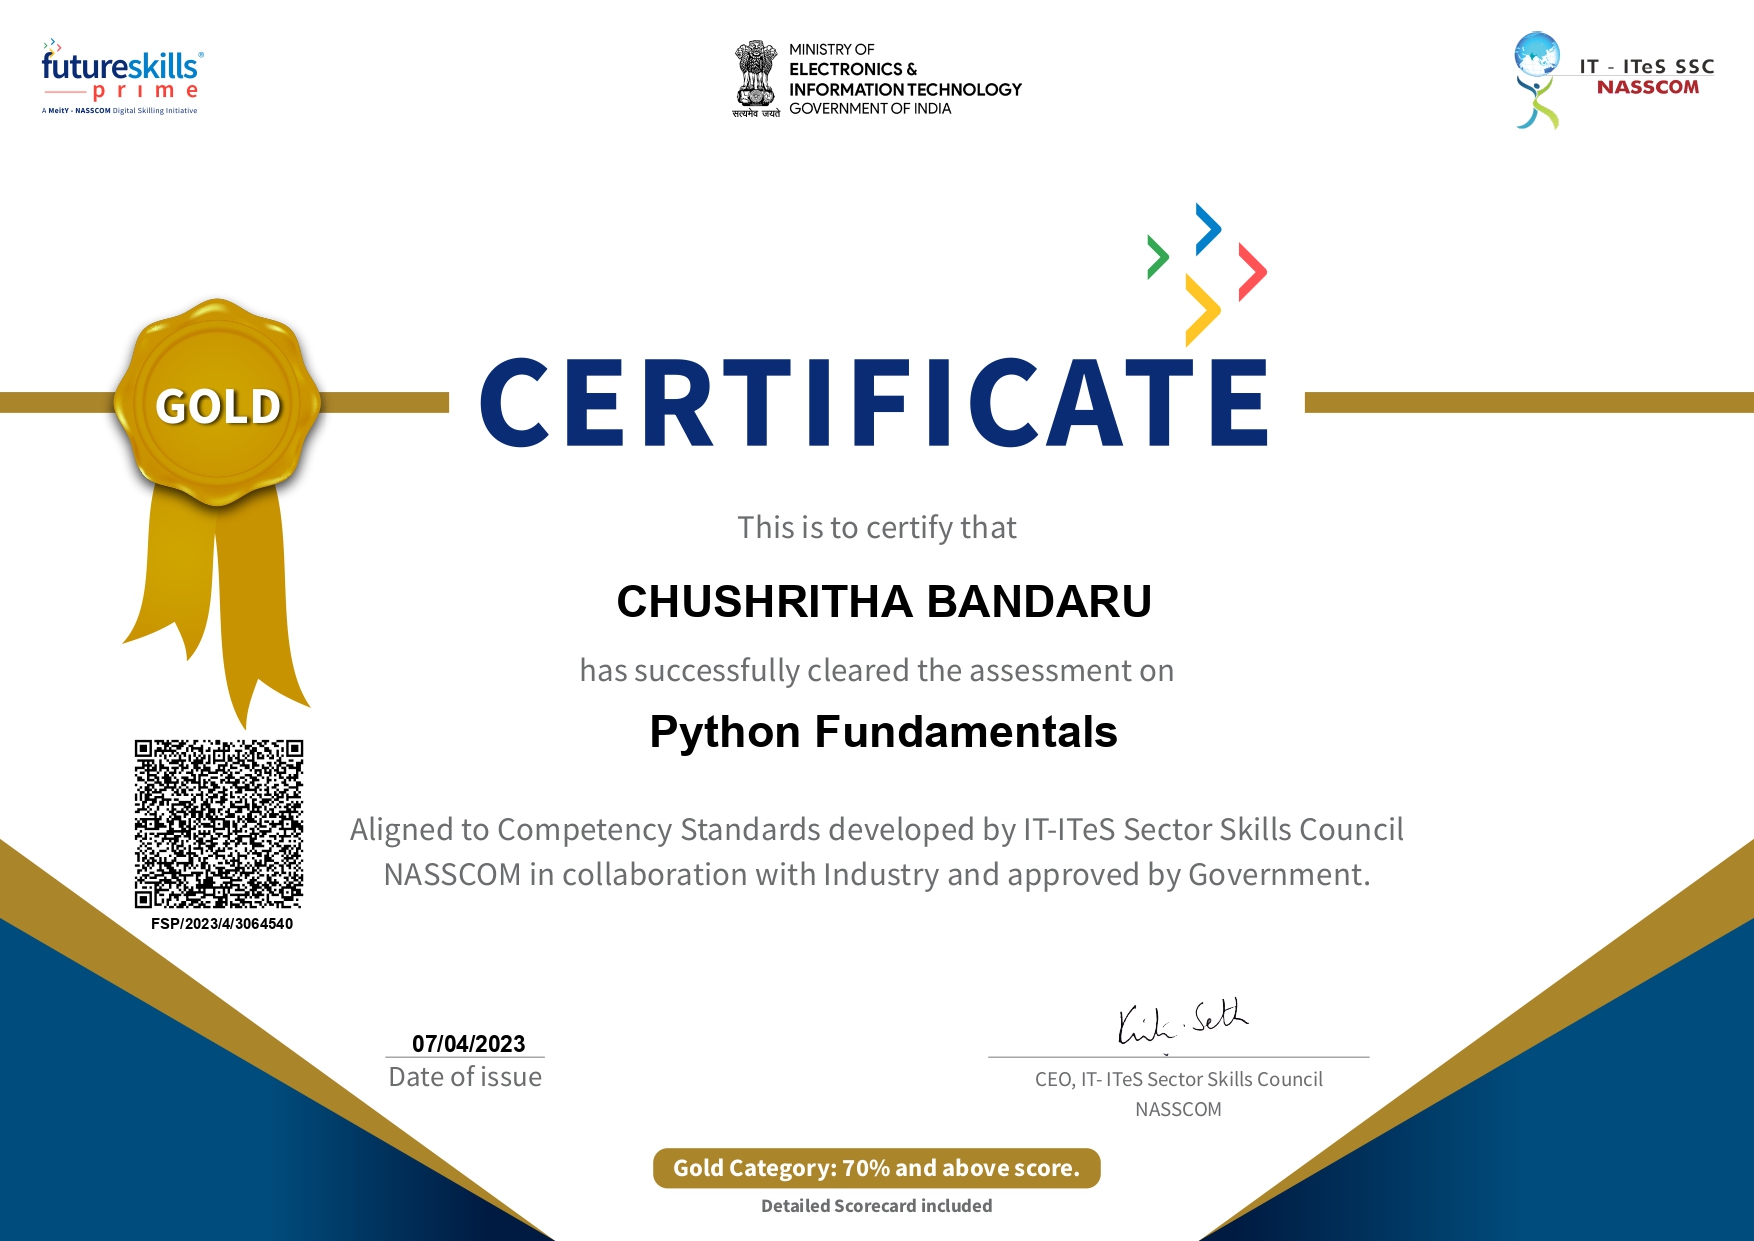 futureskills®
prime
A MeitY - NASSCOM Digital Skilling Initiative
सत्यमेव जयते
MINISTRY OF
ELECTRONICS &
INFORMATION TECHNOLOGY
GOVERNMENT OF INDIA
IT - ITeS SSC
NASSCOM
GOLD
CERTIFICATE
This is to certify that
CHUSHRITHA BANDARU
has successfully cleared the assessment on
Python Fundamentals
Aligned to Competency Standards developed by IT-ITeS Sector Skills Council
NASSCOM in collaboration with Industry and approved by Government.
FSP/2023/4/3064540
07/04/2023
Date of issue
CEO, IT- ITeS Sector Skills Council
NASSCOM
Gold Category: 70% and above score.
Detailed Scorecard included